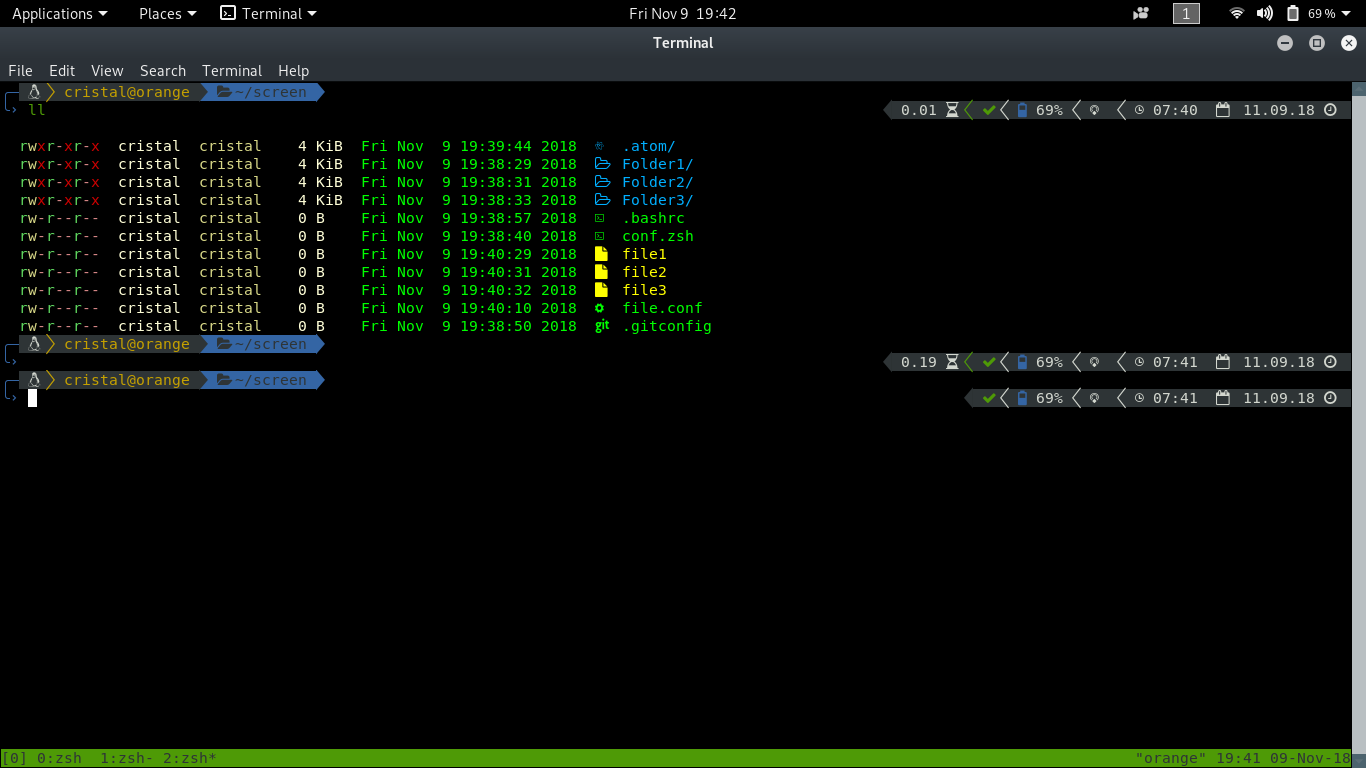 Applications Places Terminal Fri Nov 9 19:42 1 69 %
Terminal
File Edit View Search Terminal Help
cristal@orange ~/screen
ll 0.01 69% 07:40 11.09.18
rwxr-xr-x cristal cristal 4 KiB Fri Nov 9 19:39:44 2018 .atom/
rwxr-xr-x cristal cristal 4 KiB Fri Nov 9 19:38:29 2018 Folder1/
rwxr-xr-x cristal cristal 4 KiB Fri Nov 9 19:38:31 2018 Folder2/
rwxr-xr-x cristal cristal 4 KiB Fri Nov 9 19:38:33 2018 Folder3/
rw-r--r-- cristal cristal 0 B Fri Nov 9 19:38:57 2018 .bashrc
rw-r--r-- cristal cristal 0 B Fri Nov 9 19:38:40 2018 conf.zsh
rw-r--r-- cristal cristal 0 B Fri Nov 9 19:40:29 2018 file1
rw-r--r-- cristal cristal 0 B Fri Nov 9 19:40:31 2018 file2
rw-r--r-- cristal cristal 0 B Fri Nov 9 19:40:32 2018 file3
rw-r--r-- cristal cristal 0 B Fri Nov 9 19:40:10 2018 file.conf
rw-r--r-- cristal cristal 0 B Fri Nov 9 19:38:50 2018 git .gitconfig
cristal@orange ~/screen
0.19 69% 07:41 11.09.18
cristal@orange ~/screen
69% 07:41 11.09.18
[0] 0:zsh 1:zsh- 2:zsh* "orange" 19:41 09-Nov-18